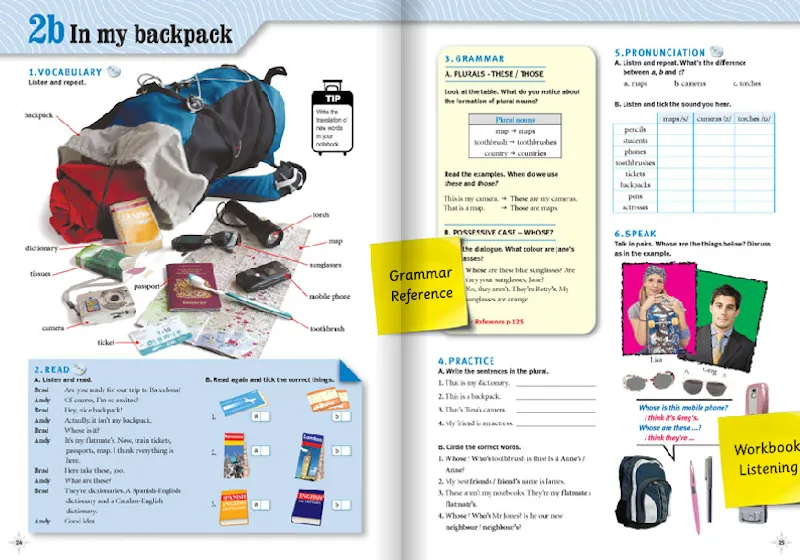 2b In my backpack
1. VOCABULARY
Listen and repeat.
TIP
Write the
translation of
new words
in your
notebook
backpack
torch
map
dictionary
sunglasses
tissues
passport
mobile phone
camera
toothbrush
ticket
2. READ
A. Listen and read.
Brad Are you ready for our trip to Barcelona?
Andy Of course, I'm so excited!
Brad Hey, nice backpack!
Andy Actually, it isn't my backpack.
Brad Whose is it?
Andy It's my flatmate's. Now, train tickets,
passports, map. I think everything is
here.
Brad Here take these, too.
Andy What are these?
Brad They're dictionaries. A Spanish-English
dictionary and a Catalan-English
dictionary.
Andy Good idea.
B. Read again and tick the correct things.
1. a b
2. a b
Barcelona
London
3. a b
SPANISH
ENGLISH
ENGLISH
24
3. GRAMMAR
A. PLURALS - THESE / THOSE
Look at the table. What do you notice about
the formation of plural nouns?
Plural nouns
map → maps
toothbrush → toothbrushes
country → countries
Read the examples. When do we use
these and those?
This is my camera. → These are my cameras.
That is a map. → Those are maps.
B. POSSESSIVE CASE – WHOSE?
the dialogue. What colour are Jane's
Whose are these blue sunglasses? Are
they your sunglasses, Jane?
No, they aren't. They're Betty's. My
sunglasses are orange.
Reference p.125
Grammar
Reference
4. PRACTICE
A. Write the sentences in the plural.
1. That is my dictionary.
2. This is a backpack.
3. That's Tina's camera.
4. My friend is an actress.
B. Circle the correct words.
1. Whose / Who's toothbrush is this? Is it Anne's /
Anne?
2. My best friends / friend's name is James.
3. These aren't my notebooks. They're my flatmate /
flatmate's.
4. Whose / Who's Mr Jones? Is he our new
neighbour / neighbour's?
5. PRONUNCIATION
A. Listen and repeat. What's the difference
between a, b and c?
a. maps b. cameras c. torches
B. Listen and tick the sound you hear.
maps /s/ cameras /z/ torches /ɪz/
pencils
students
phones
toothbrushes
tickets
backpacks
pens
actresses
6. SPEAK
Talk in pairs. Whose are the things below? Discuss
as in the example.
Lisa
Greg
Whose is this mobile phone?
I think it's Greg's.
Whose are these...?
I think they're ...
Workbook
Listening
25